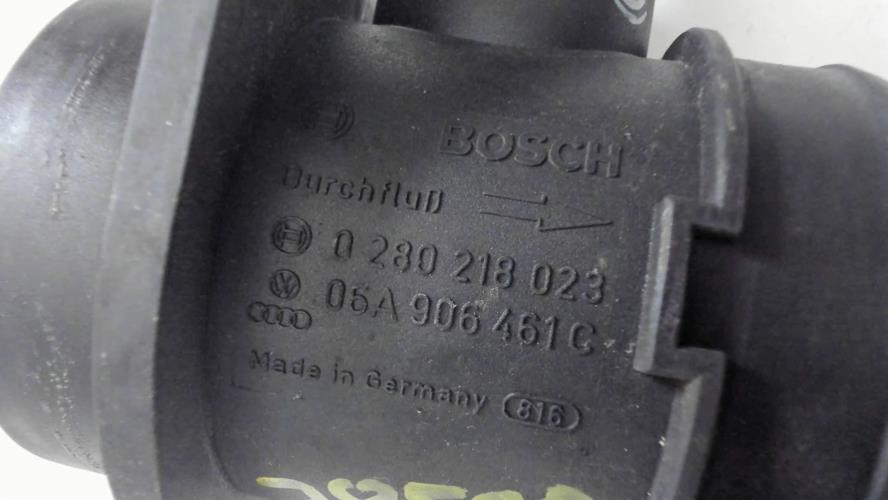 BOSCH
Durchfluß
0 280 218 023
06A 906 461 C
Made in Germany 816